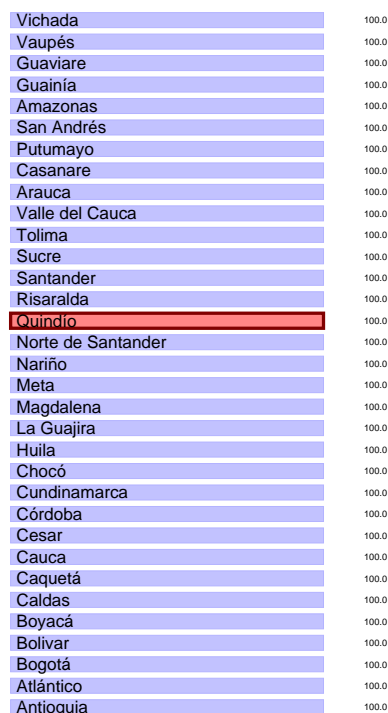 Vichada 100.0
Vaupés 100.0
Guaviare 100.0
Guainía 100.0
Amazonas 100.0
San Andrés 100.0
Putumayo 100.0
Casanare 100.0
Arauca 100.0
Valle del Cauca 100.0
Tolima 100.0
Sucre 100.0
Santander 100.0
Risaralda 100.0
Quindío 100.0
Norte de Santander 100.0
Nariño 100.0
Meta 100.0
Magdalena 100.0
La Guajira 100.0
Huila 100.0
Chocó 100.0
Cundinamarca 100.0
Córdoba 100.0
Cesar 100.0
Cauca 100.0
Caquetá 100.0
Caldas 100.0
Boyacá 100.0
Bolivar 100.0
Bogotá 100.0
Atlántico 100.0
Antioquia 100.0